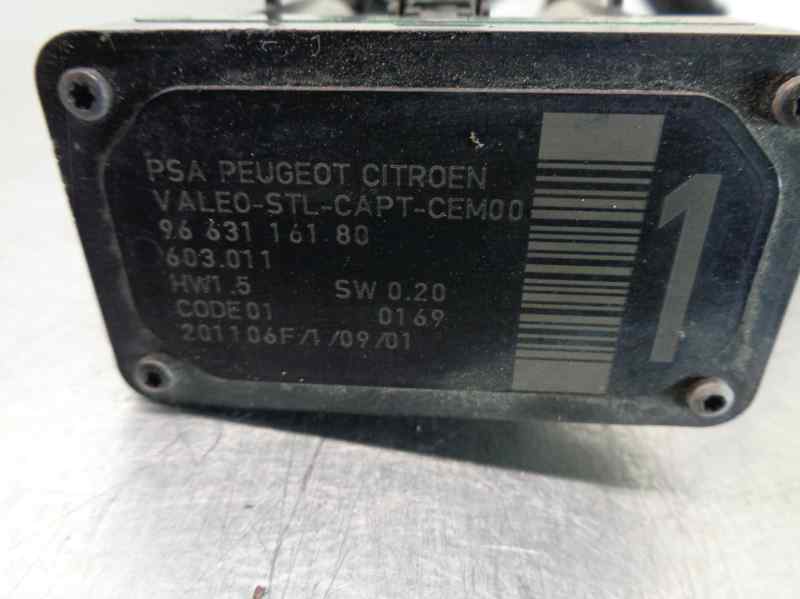 PSA PEUGEOT CITROEN
VALEO-STL-CAPT-CEM00
96 631 161 80
603.011
HW1.5 SW 0.20
CODE01 0169
201106F/1/09/01
1